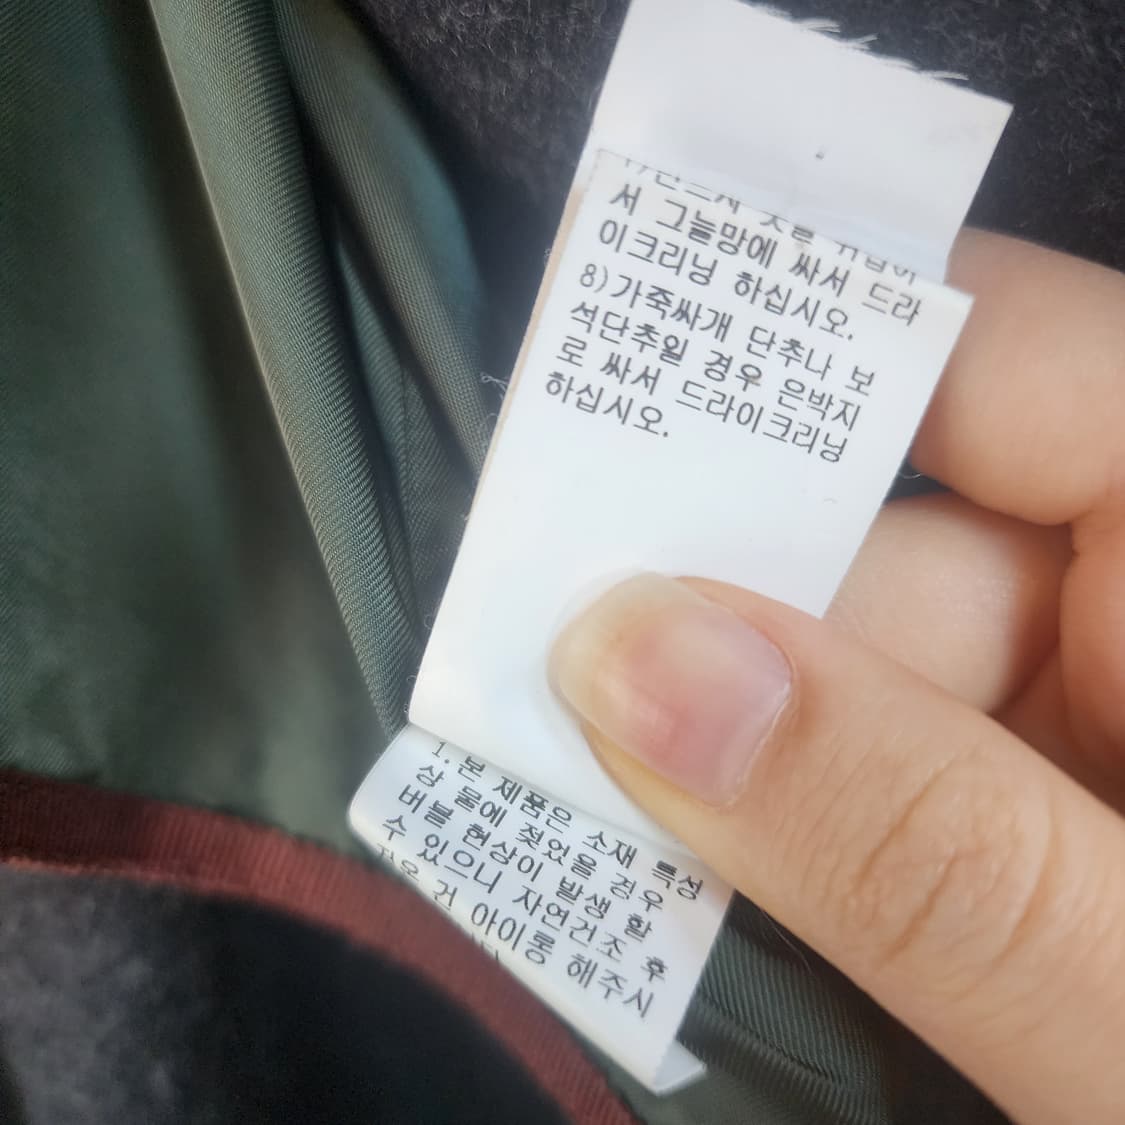 서 그늘망에 싸서 드라
이크리닝 하십시오.
8)가죽싸개 단추나 보
석단추일 경우 은박지
로 싸서 드라이크리닝
하십시오.
1.본 제품은 소재 특성
상 물에 젖었을 경우
버블 현상이 발생 할
수 있으니 자연건조 후
건 아이롱 해주시